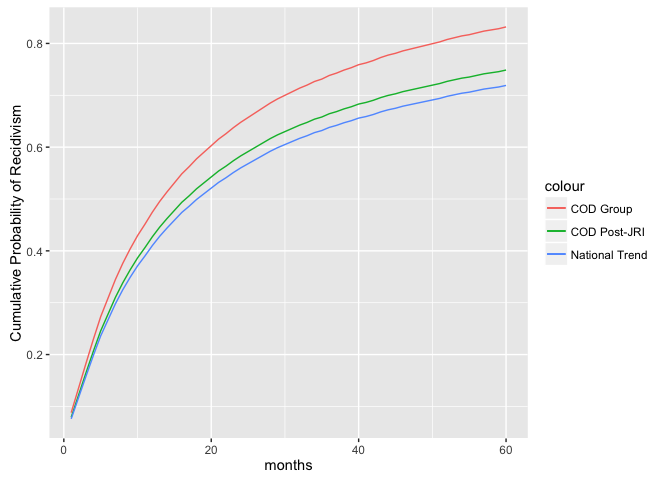 Cumulative Probability of Recidivism
0.8
0.6
0.4
0.2
0
20
40
60
months
colour
COD Group
COD Post-JRI
National Trend